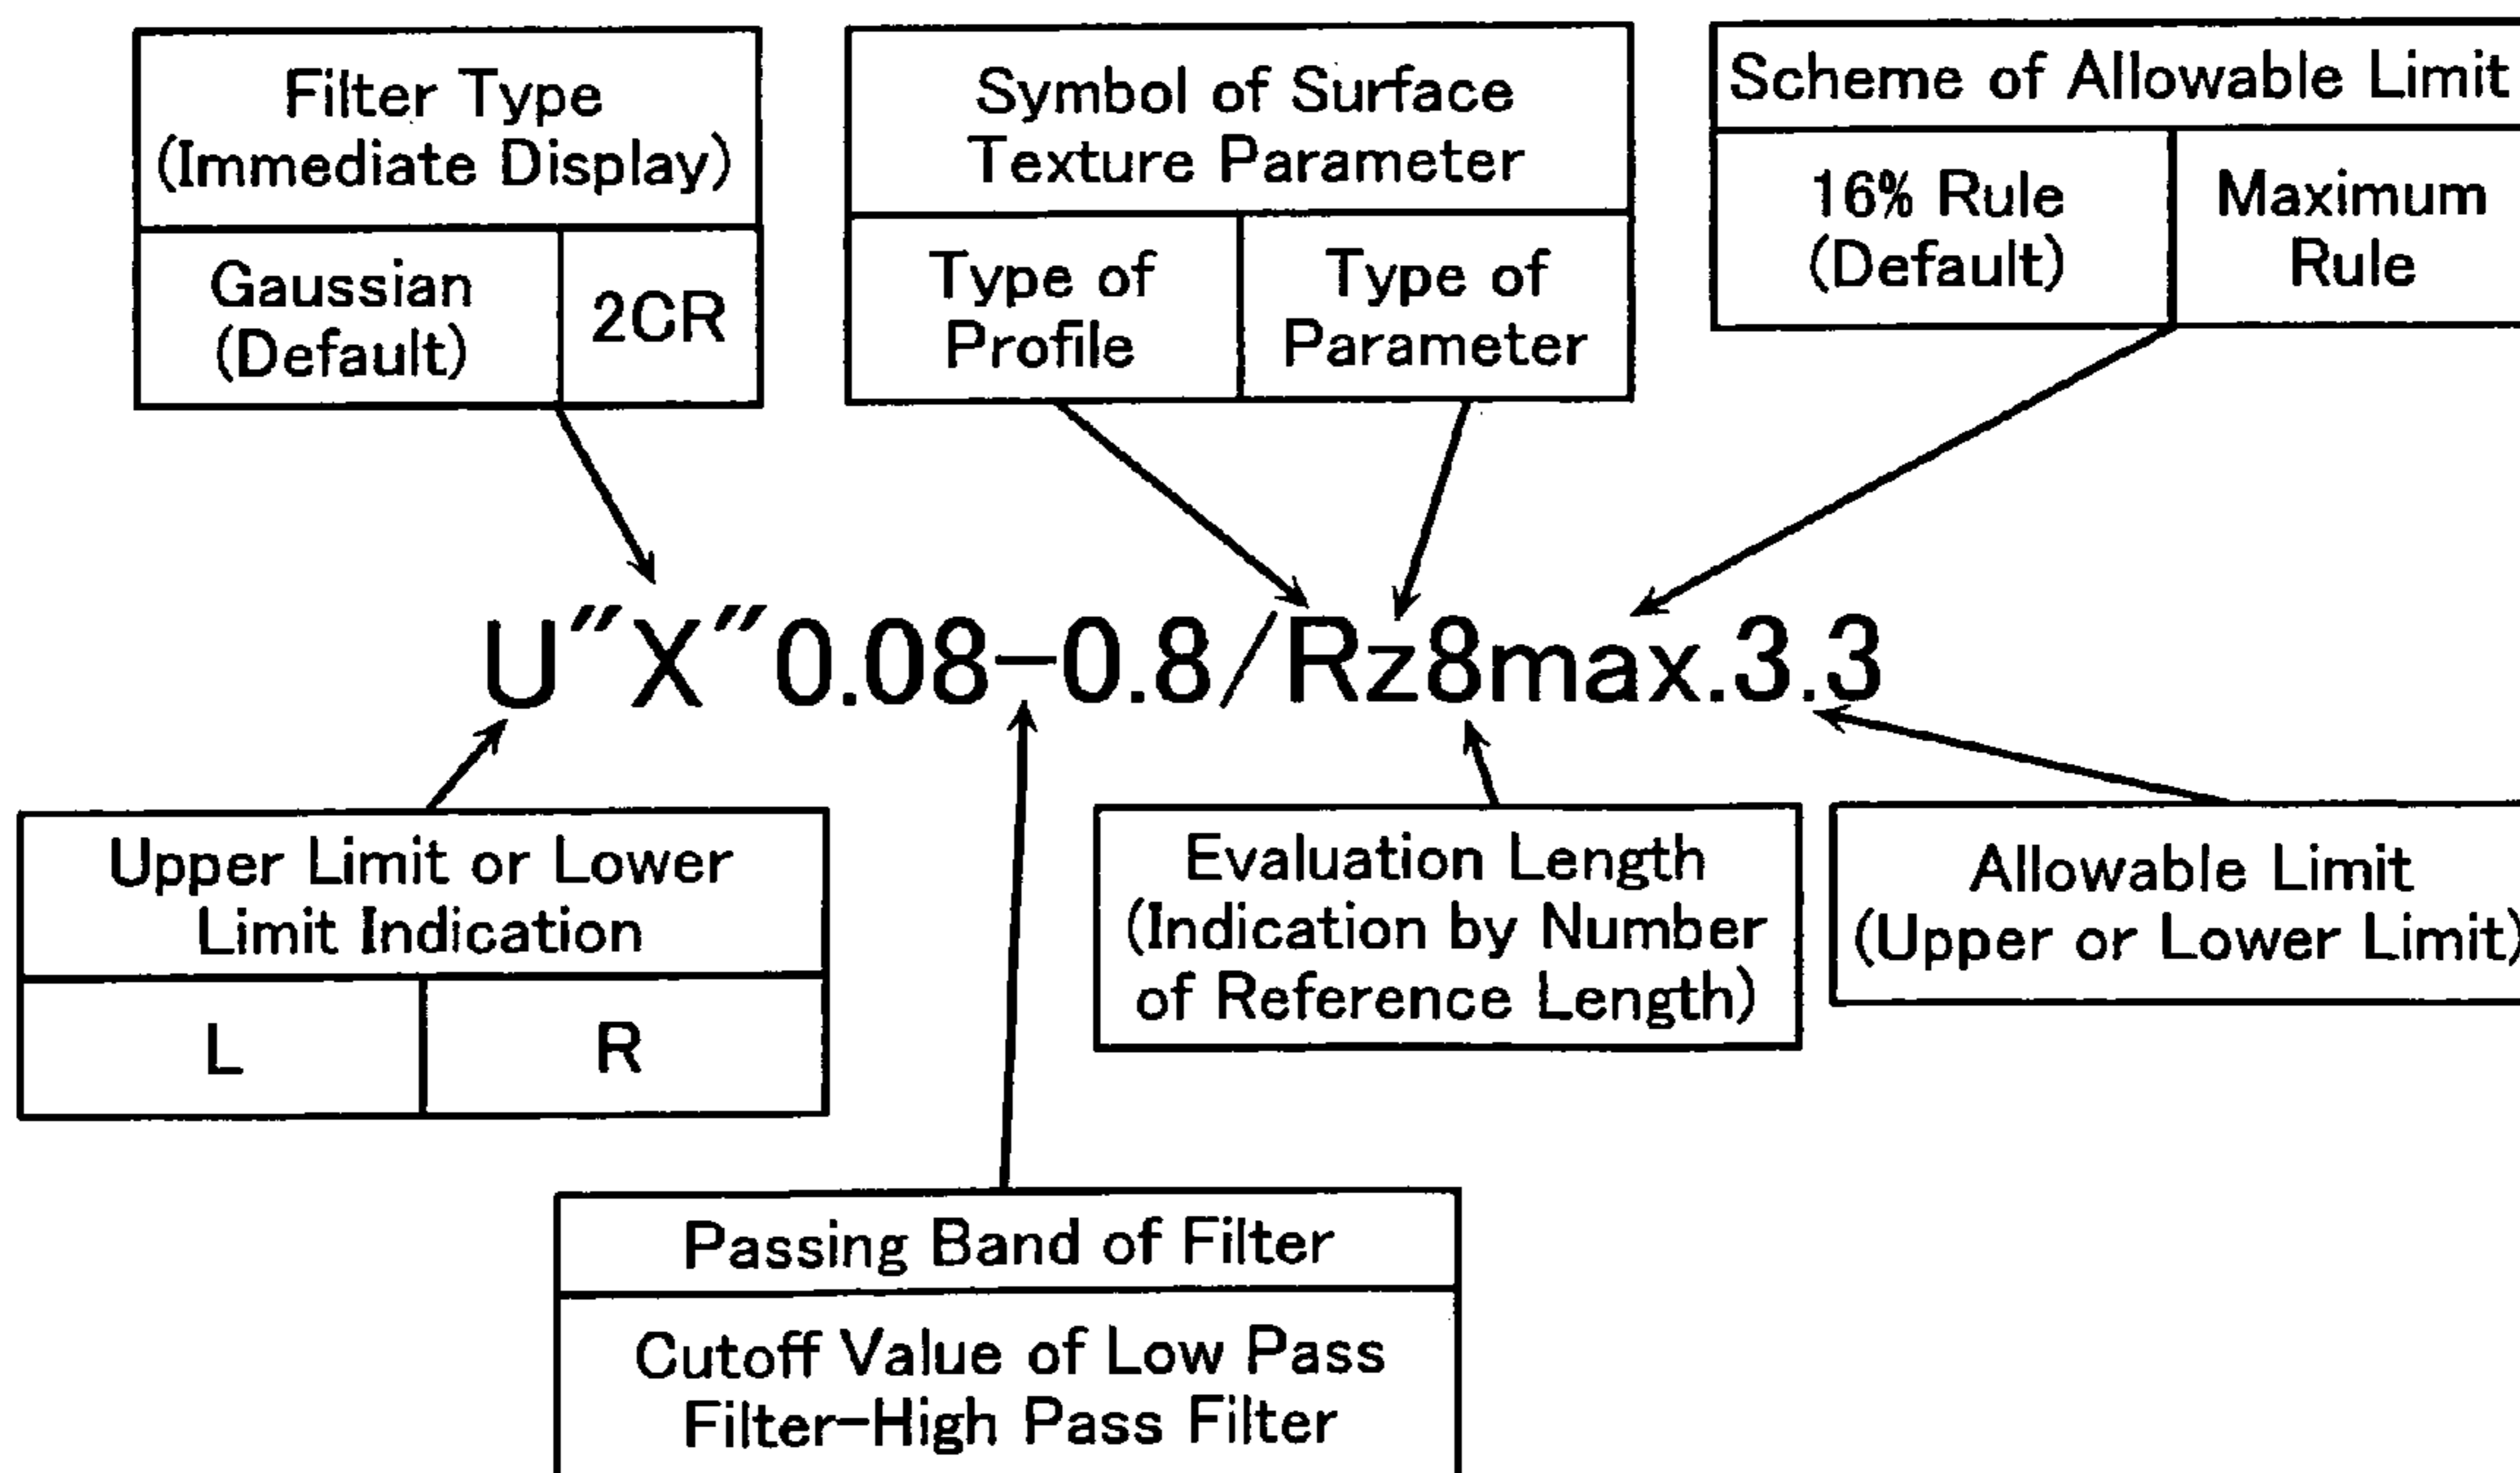 Filter Type
(Immediate Display)
Gaussian
(Default)
2CR
Symbol of Surface
Texture Parameter
Type of
Profile
Type of
Parameter
Scheme of Allowable Limit
16% Rule
(Default)
Maximum
Rule
U″X″0.08−0.8/Rz8max.3.3
Upper Limit or Lower
Limit Indication
L
R
Evaluation Length
(Indication by Number
of Reference Length)
Allowable Limit
(Upper or Lower Limit)
Passing Band of Filter
Cutoff Value of Low Pass
Filter−High Pass Filter